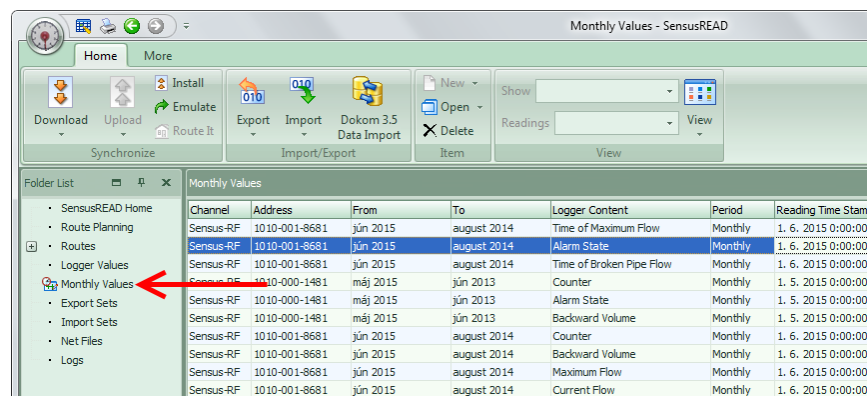 Monthly Values - SensusREAD
Home More
Download Upload Install Emulate Route It
Synchronize
Export Import Dokom 3.5 Data Import
Import/Export
New Open Delete
Item
Show
Readings
View
View
Folder List
SensusREAD Home
Route Planning
Routes
Logger Values
Monthly Values
Export Sets
Import Sets
Net Files
Logs
Monthly Values
Channel Address From To Logger Content Period Reading Time Stam
Sensus-RF 1010-001-8681 jún 2015 august 2014 Time of Maximum Flow Monthly 1. 6. 2015 0:00:00
Sensus-RF 1010-001-8681 jún 2015 august 2014 Alarm State Monthly 1. 6. 2015 0:00:00
Sensus-RF 1010-001-8681 jún 2015 august 2014 Time of Broken Pipe Flow Monthly 1. 6. 2015 0:00:00
Sensus-RF 1010-000-1481 máj 2015 jún 2013 Counter Monthly 1. 5. 2015 0:00:00
Sensus-RF 1010-000-1481 máj 2015 jún 2013 Alarm State Monthly 1. 5. 2015 0:00:00
Sensus-RF 1010-000-1481 máj 2015 jún 2013 Backward Volume Monthly 1. 5. 2015 0:00:00
Sensus-RF 1010-001-8681 jún 2015 august 2014 Counter Monthly 1. 6. 2015 0:00:00
Sensus-RF 1010-001-8681 jún 2015 august 2014 Backward Volume Monthly 1. 6. 2015 0:00:00
Sensus-RF 1010-001-8681 jún 2015 august 2014 Maximum Flow Monthly 1. 6. 2015 0:00:00
Sensus-RF 1010-001-8681 jún 2015 august 2014 Current Flow Monthly 1. 6. 2015 0:00:00